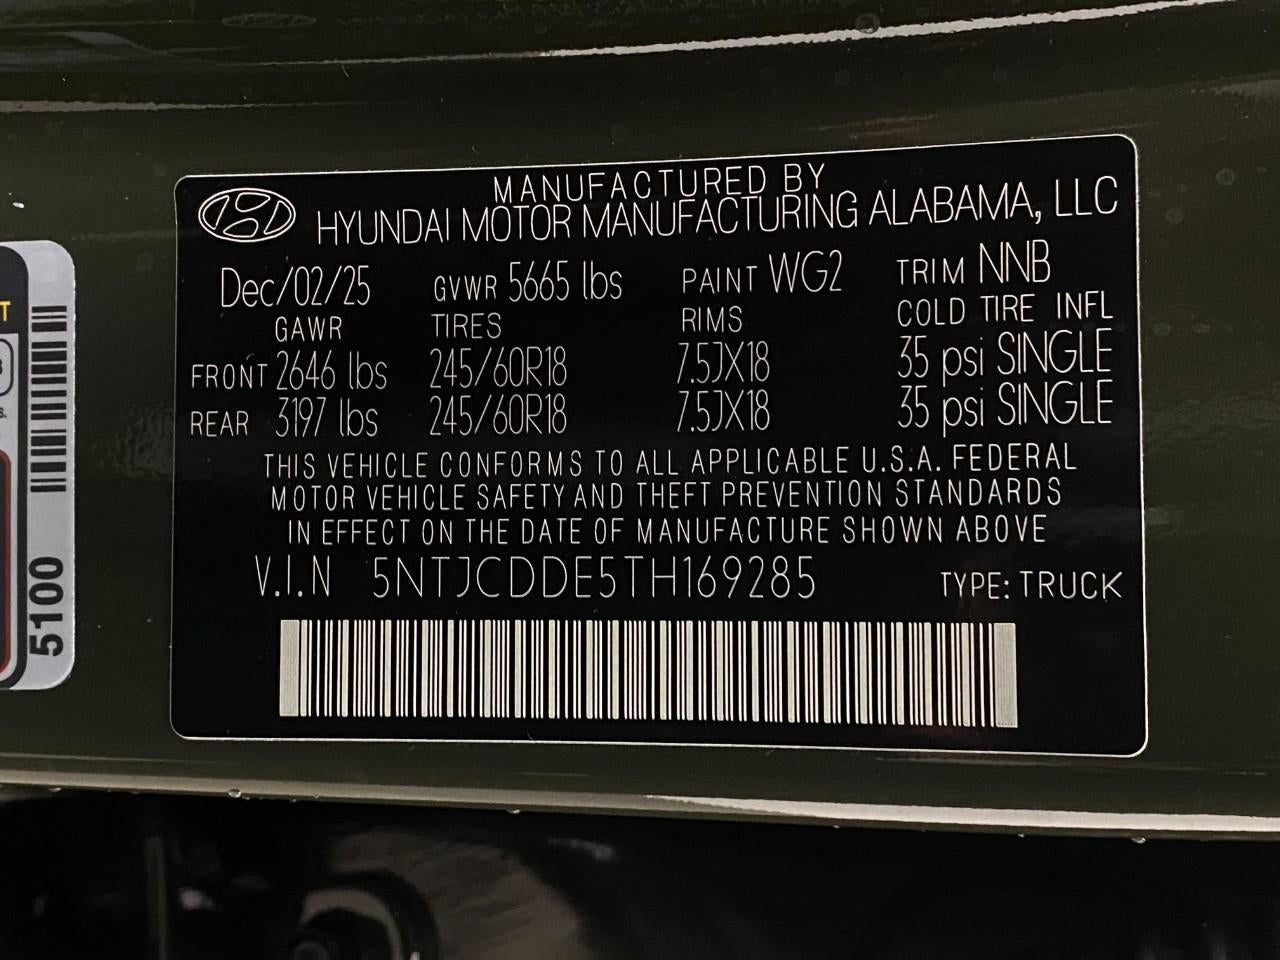 MANUFACTURED BY
HYUNDAI MOTOR MANUFACTURING ALABAMA, LLC
Dec/02/25 GVWR 5665 lbs PAINT WG2 TRIM NNB
GAWR TIRES RIMS COLD TIRE INFL
FRONT 2646 lbs 245/60R18 7.5JX18 35 psi SINGLE
REAR 3197 lbs 245/60R18 7.5JX18 35 psi SINGLE
THIS VEHICLE CONFORMS TO ALL APPLICABLE U.S.A. FEDERAL
MOTOR VEHICLE SAFETY AND THEFT PREVENTION STANDARDS
IN EFFECT ON THE DATE OF MANUFACTURE SHOWN ABOVE
V.I.N 5NTJCDDE5TH169285 TYPE: TRUCK
5100